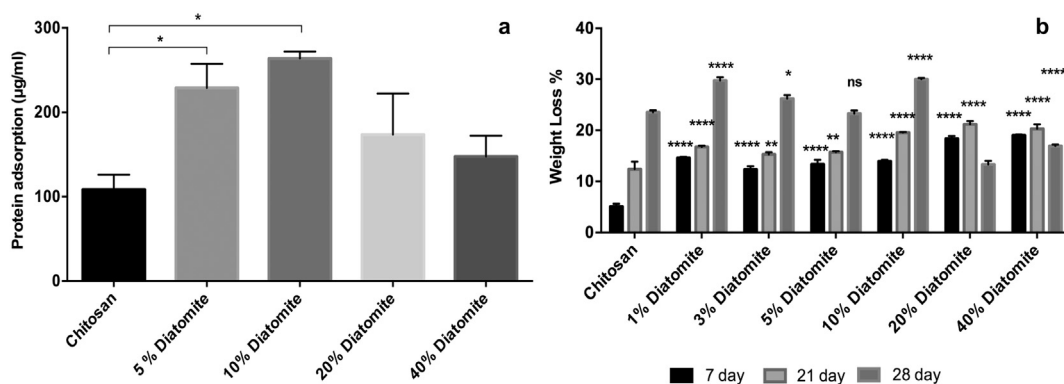 a
*
*
300
200
100
0
Protein adsorption (µg/ml)
Chitosan
5 % Diatomite
10% Diatomite
20% Diatomite
40% Diatomite
b
40
30
20
10
0
Weight Loss %
**** **** ****
**** ** *
**** ** ns
**** **** ****
**** ****
**** **** ****
Chitosan
1% Diatomite
3% Diatomite
5% Diatomite
10% Diatomite
20% Diatomite
40% Diatomite
7 day 21 day 28 day